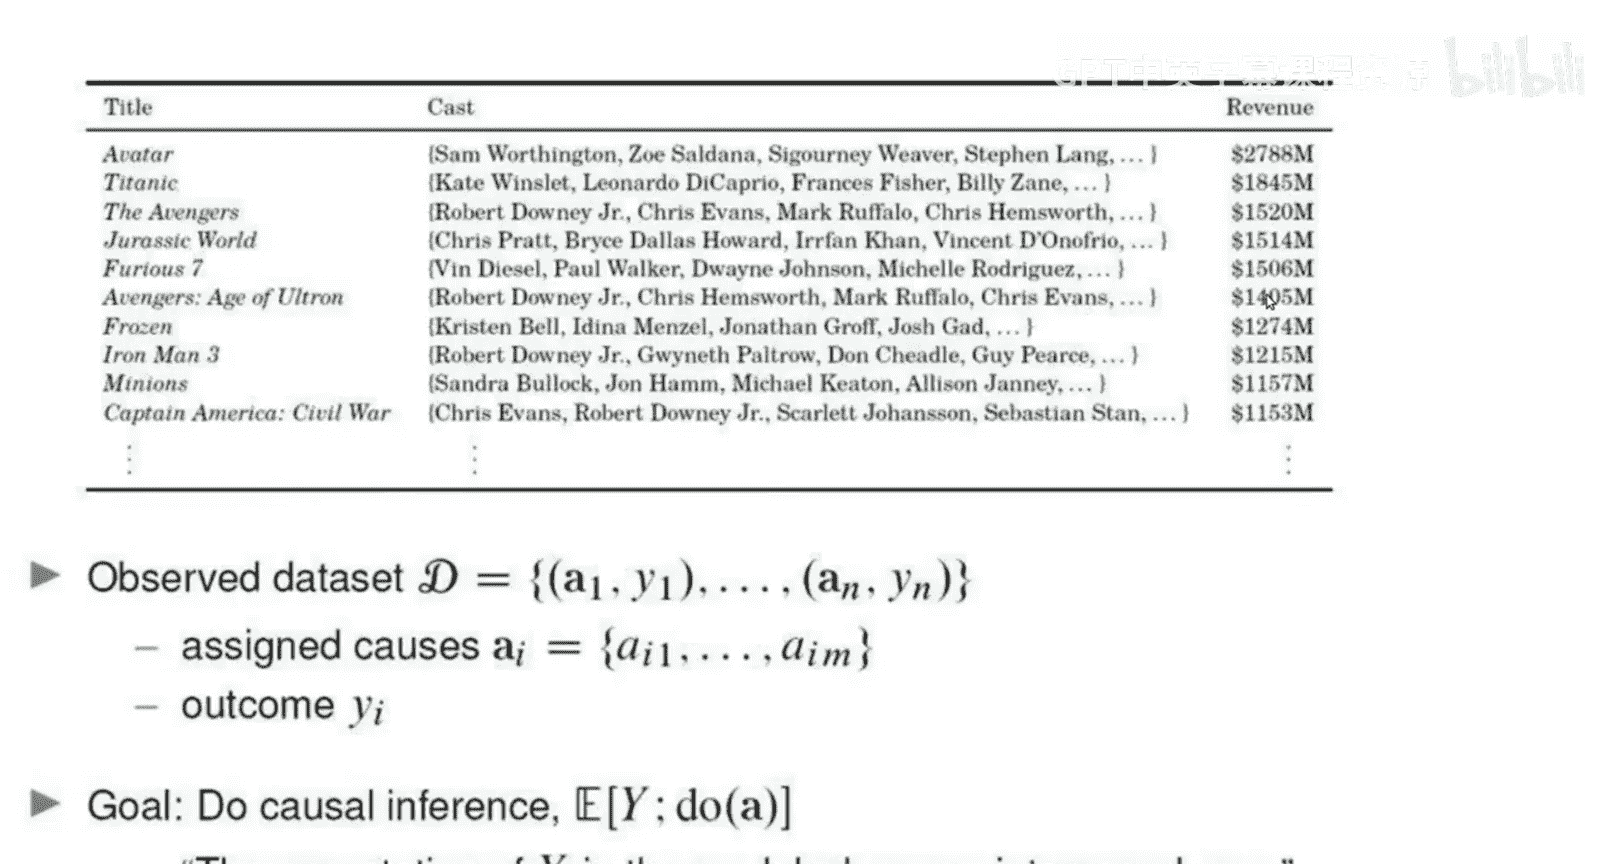 bilibili
Title Cast Revenue
Avatar {Sam Worthington, Zoe Saldana, Sigourney Weaver, Stephen Lang, ... } $2788M
Titanic {Kate Winslet, Leonardo DiCaprio, Frances Fisher, Billy Zane, ... } $1845M
The Avengers {Robert Downey Jr., Chris Evans, Mark Ruffalo, Chris Hemsworth, ... } $1520M
Jurassic World {Chris Pratt, Bryce Dallas Howard, Irrfan Khan, Vincent D'Onofrio, ... } $1514M
Furious 7 {Vin Diesel, Paul Walker, Dwayne Johnson, Michelle Rodriguez, ... } $1506M
Avengers: Age of Ultron {Robert Downey Jr., Chris Hemsworth, Mark Ruffalo, Chris Evans, ... } $1405M
Frozen {Kristen Bell, Idina Menzel, Jonathan Groff, Josh Gad, ... } $1274M
Iron Man 3 {Robert Downey Jr., Gwyneth Paltrow, Don Cheadle, Guy Pearce, ... } $1215M
Minions {Sandra Bullock, Jon Hamm, Michael Keaton, Allison Janney, ... } $1157M
Captain America: Civil War {Chris Evans, Robert Downey Jr., Scarlett Johansson, Sebastian Stan, ... } $1153M
⋮ ⋮ ⋮
► Observed dataset 𝒟 = {(a₁, y₁), ..., (aₙ, yₙ)}
– assigned causes aᵢ = {aᵢ₁, ..., aᵢₘ}
– outcome yᵢ
► Goal: Do causal inference, 𝔼[Y ; do(a)]